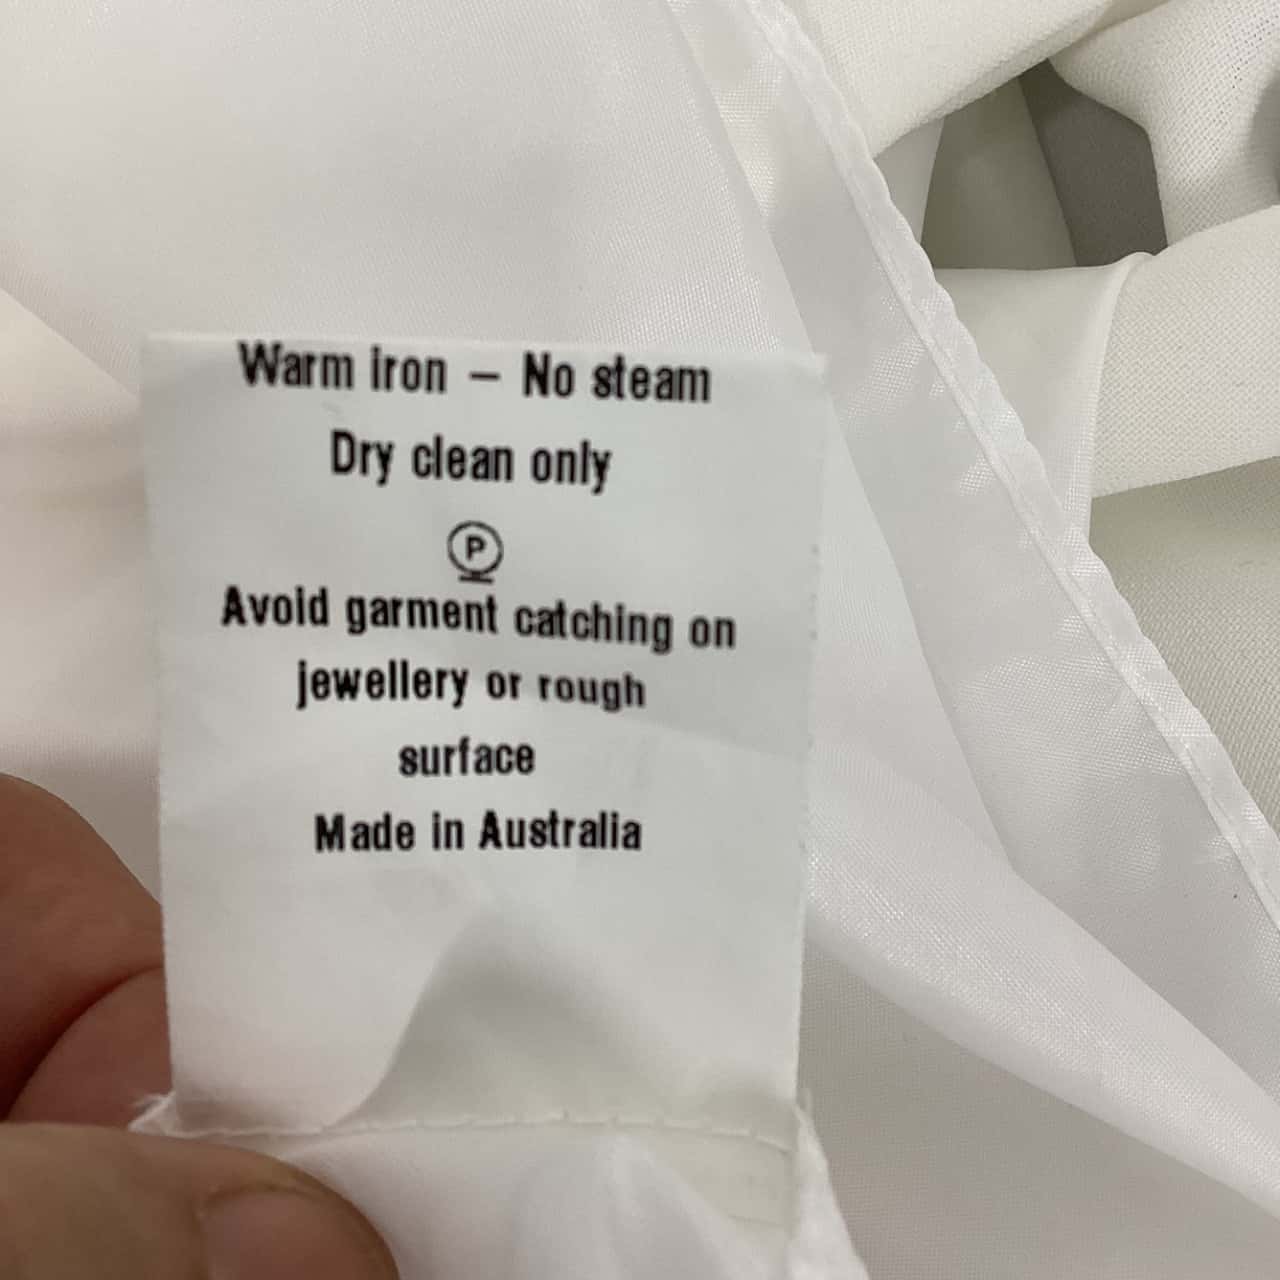 Warm iron – No steam
Dry clean only
P
Avoid garment catching on
jewellery or rough
surface
Made in Australia